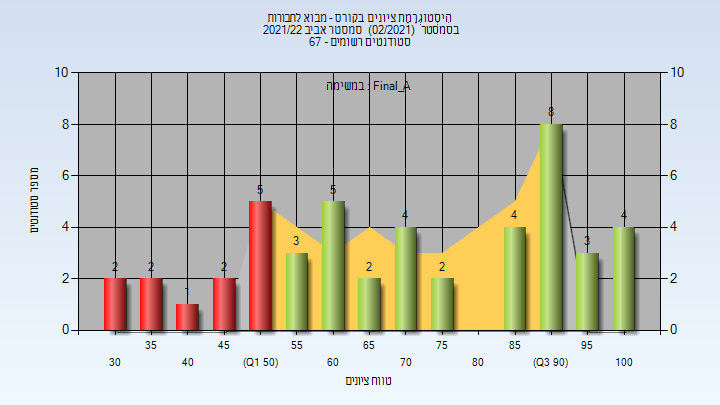 היסטוגרמת ציונים בקורס - מבוא לחבורות
בסמסטר (02/2021) סמסטר אביב 2021/22
סטודנטים רשומים - 67
במשימה : Final_A
מספר סטודנטים
10 10
8 8
6 6
4 4
2 2
0 0
2 2 1 2 5 3 5 2 4 2 4 8 3 4
35 45 55 65 75 85 95
30 40 (Q1 50) 60 70 80 (Q3 90) 100
טווח ציונים